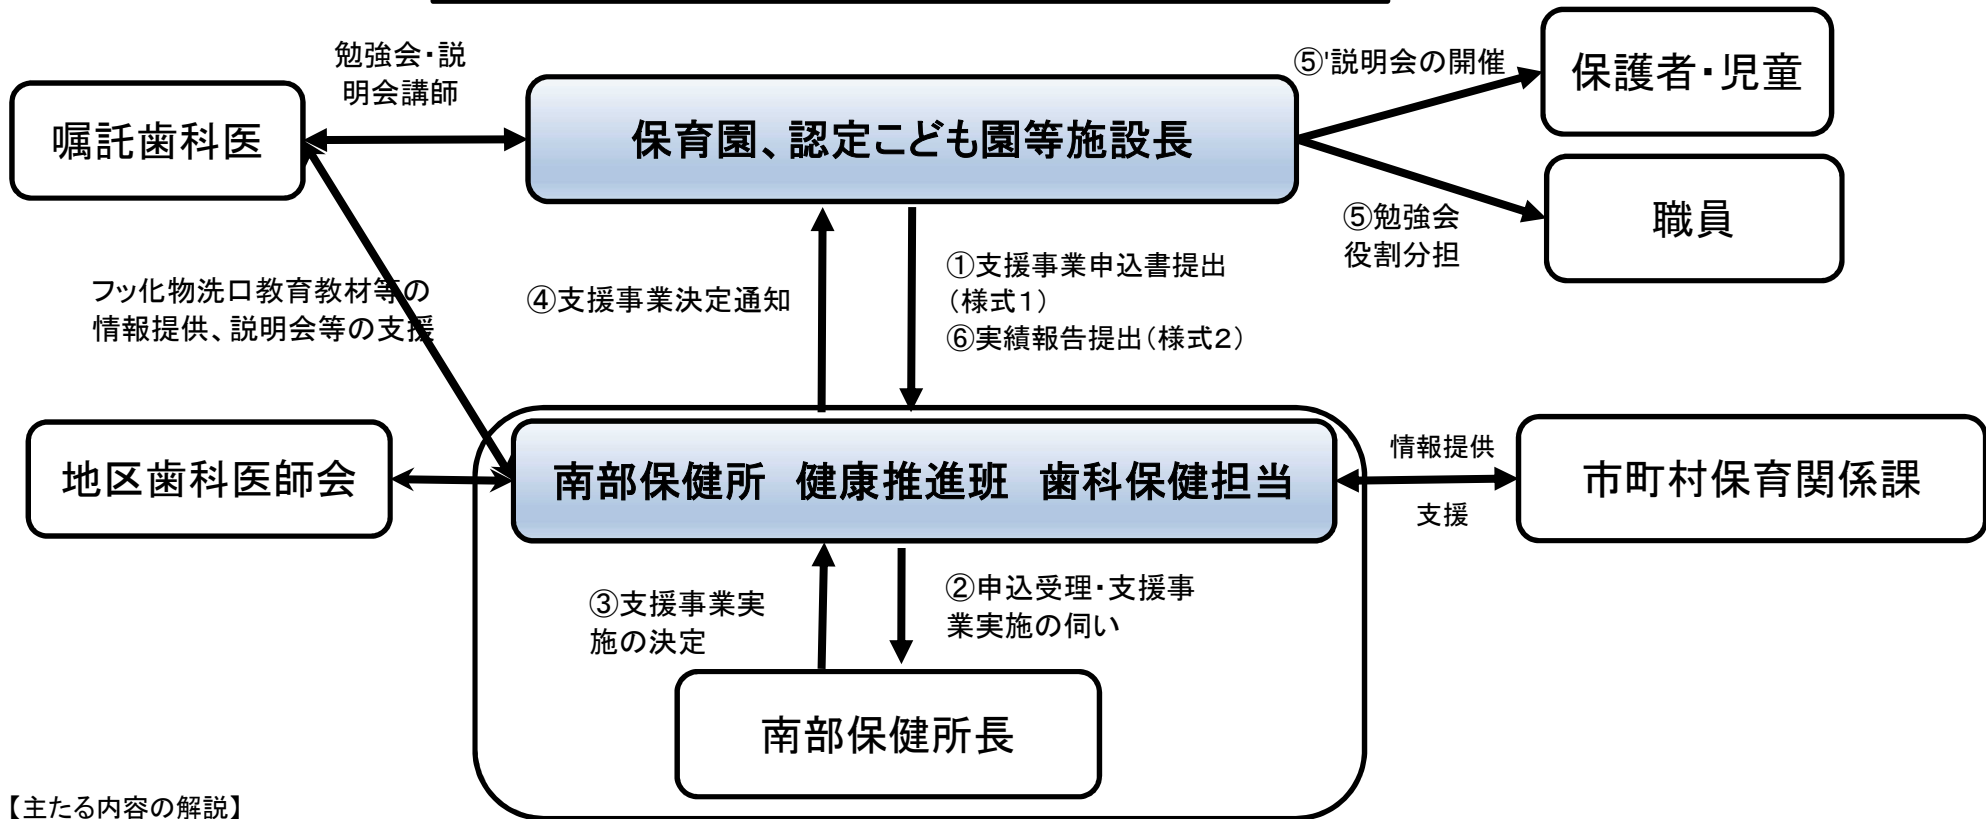 勉強会・説
明会講師
⑤'説明会の開催
保護者・児童
嘱託歯科医
保育園、認定こども園等施設長
⑤勉強会
役割分担
職員
フッ化物洗口教育教材等の
情報提供、説明会等の支援
④支援事業決定通知
①支援事業申込書提出
(様式1)
⑥実績報告提出(様式2)
地区歯科医師会
南部保健所 健康推進班 歯科保健担当
情報提供
支援
市町村保育関係課
③支援事業実
施の決定
②申込受理・支援事
業実施の伺い
南部保健所長
【主たる内容の解説】